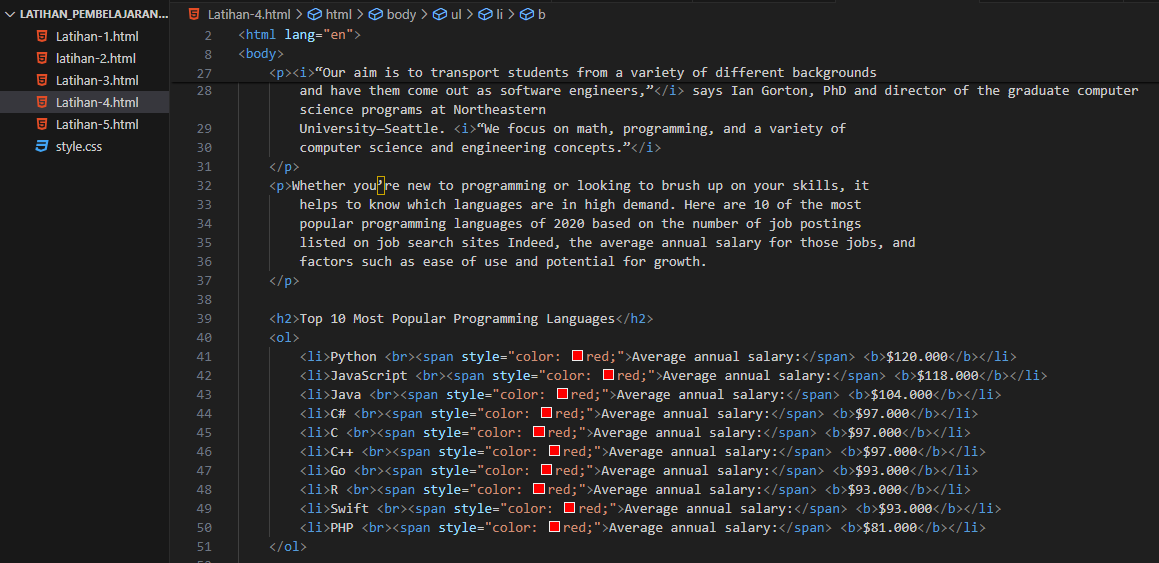 LATIHAN_PEMBELAJARAN...
Latihan-1.html
latihan-2.html
Latihan-3.html
Latihan-4.html
Latihan-5.html
style.css
Latihan-4.html > html > body > ul > li > b
2 <html lang="en">
8 <body>
27 <p><i>“Our aim is to transport students from a variety of different backgrounds
28 and have them come out as software engineers,”</i> says Ian Gorton, PhD and director of the graduate computer
science programs at Northeastern
29 University–Seattle. <i>“We focus on math, programming, and a variety of
30 computer science and engineering concepts.”</i>
31 </p>
32 <p>Whether you’re new to programming or looking to brush up on your skills, it
33 helps to know which languages are in high demand. Here are 10 of the most
34 popular programming languages of 2020 based on the number of job postings
35 listed on job search sites Indeed, the average annual salary for those jobs, and
36 factors such as ease of use and potential for growth.
37 </p>
38
39 <h2>Top 10 Most Popular Programming Languages</h2>
40 <ol>
41 <li>Python <br><span style="color: red;">Average annual salary:</span> <b>$120.000</b></li>
42 <li>JavaScript <br><span style="color: red;">Average annual salary:</span> <b>$118.000</b></li>
43 <li>Java <br><span style="color: red;">Average annual salary:</span> <b>$104.000</b></li>
44 <li>C# <br><span style="color: red;">Average annual salary:</span> <b>$97.000</b></li>
45 <li>C <br><span style="color: red;">Average annual salary:</span> <b>$97.000</b></li>
46 <li>C++ <br><span style="color: red;">Average annual salary:</span> <b>$97.000</b></li>
47 <li>Go <br><span style="color: red;">Average annual salary:</span> <b>$93.000</b></li>
48 <li>R <br><span style="color: red;">Average annual salary:</span> <b>$93.000</b></li>
49 <li>Swift <br><span style="color: red;">Average annual salary:</span> <b>$93.000</b></li>
50 <li>PHP <br><span style="color: red;">Average annual salary:</span> <b>$81.000</b></li>
51 </ol>